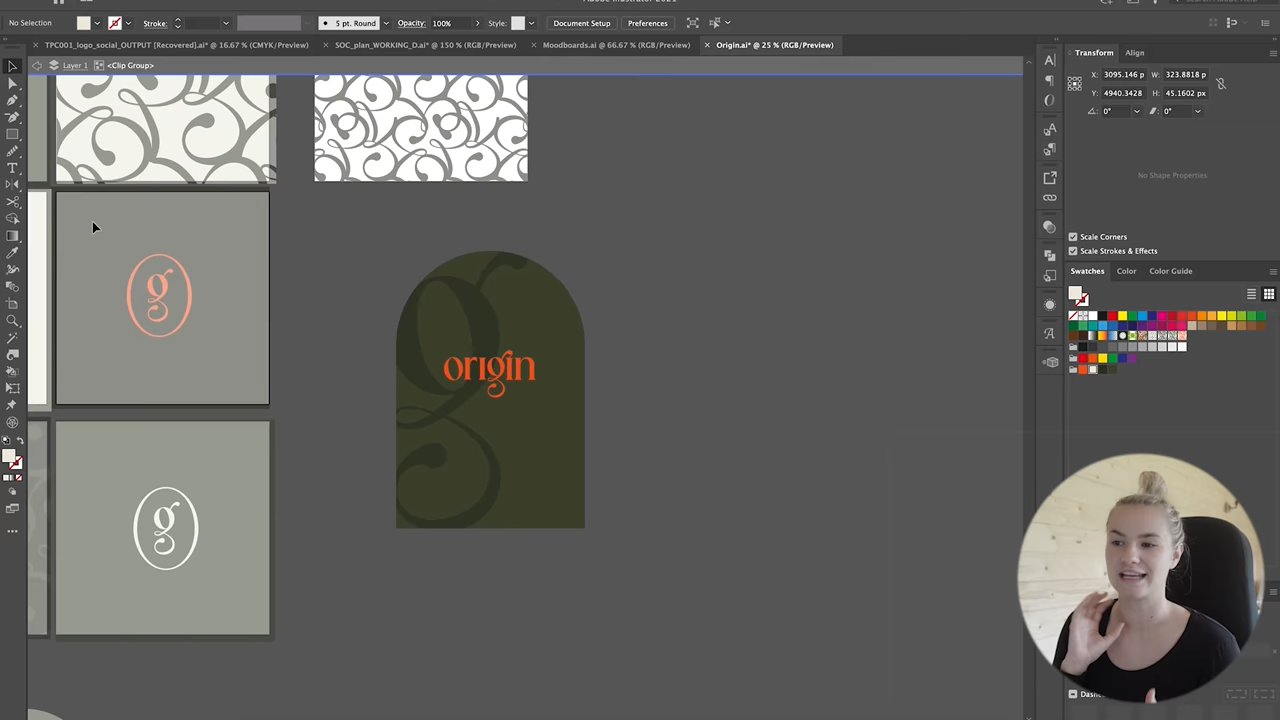 No Selection
Stroke:
5 pt. Round
Opacity: 100%
Style:
Document Setup
Preferences
TPC001_logo_social_OUTPUT [Recovered].ai* @ 16.67 % (CMYK/Preview)
SOC_plan_WORKING_D.ai* @ 150 % (RGB/Preview)
Moodboards.ai @ 66.67 % (RGB/Preview)
Origin.ai* @ 25 % (RGB/Preview)
Layer 1
<Clip Group>
Transform
Align
X: 3095.146 p
W: 323.8818 p
Y: 4940.3428
H: 45.1602 px
0°
0°
No Shape Properties
Scale Corners
Scale Strokes & Effects
Swatches
Color
Color Guide
g
origin
g